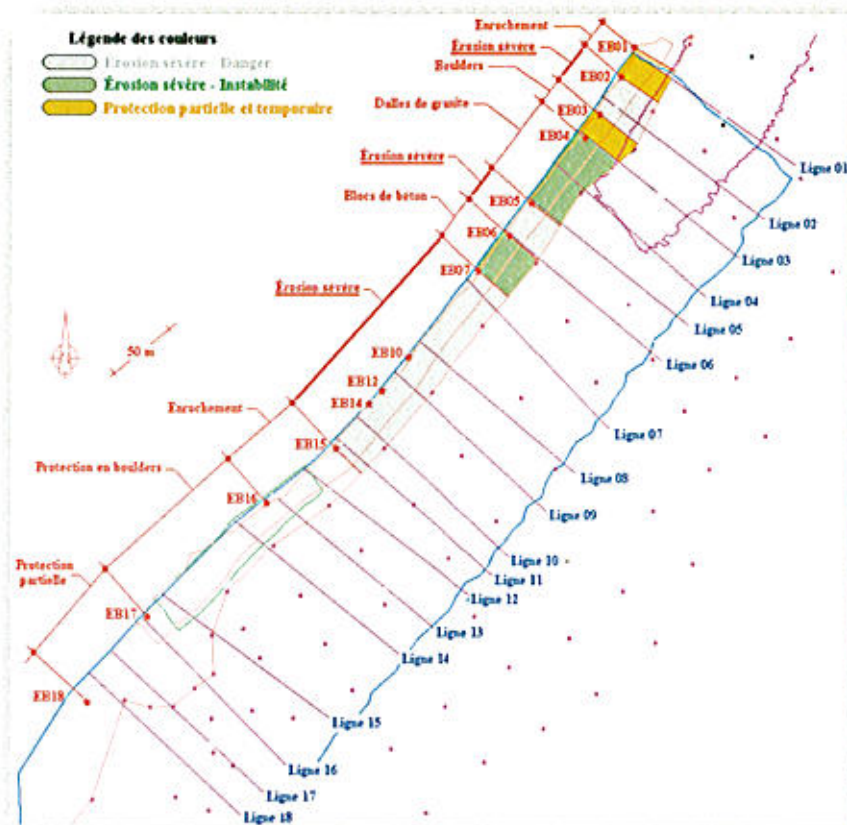 Légende des couleurs
Érosion sévère - Danger
Érosion sévère - Instabilité
Protection partielle et temporaire
Enrochement
Érosion sévère
Boulders
Dalles de granite
Érosion sévère
Blocs de béton
Érosion sévère
Enrochement
Protection en boulders
Protection
partielle
50 m
EB01
EB02
EB03
EB04
EB05
EB06
EB07
EB10
EB12
EB14
EB15
EB16
EB17
EB18
Ligne 01
Ligne 02
Ligne 03
Ligne 04
Ligne 05
Ligne 06
Ligne 07
Ligne 08
Ligne 09
Ligne 10
Ligne 11
Ligne 12
Ligne 13
Ligne 14
Ligne 15
Ligne 16
Ligne 17
Ligne 18